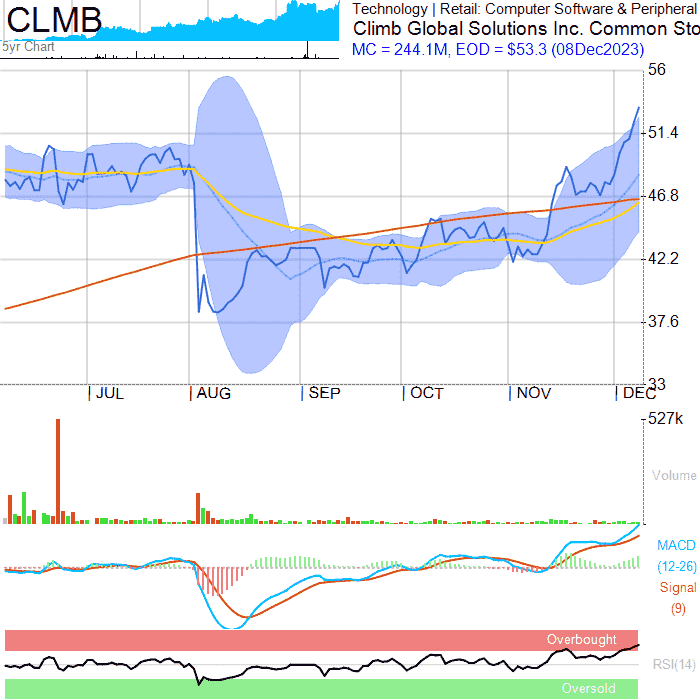 CLMB
5yr Chart
Technology | Retail: Computer Software & Peripheral
Climb Global Solutions Inc. Common Sto
MC = 244.1M, EOD = $53.3 (08Dec2023)
56
51.4
46.8
42.2
37.6
33
JUL AUG SEP OCT NOV DEC
527k
Volume
MACD
(12-26)
Signal
(9)
Overbought
RSI(14)
Oversold